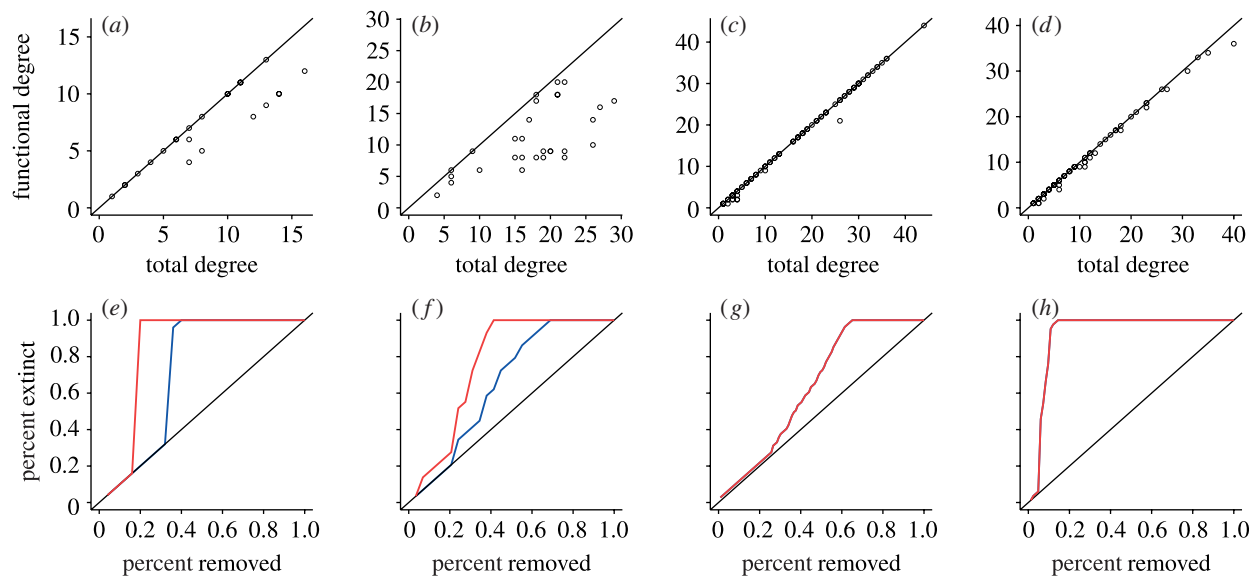 (a) (b) (c) (d)
functional degree
15 10 5 0
0 5 10 15
total degree
30 25 20 15 10 5 0
0 5 10 15 20 25 30
total degree
40 30 20 10 0
0 10 20 30 40
total degree
40 30 20 10 0
0 10 20 30 40
total degree
(e) (f) (g) (h)
percent extinct
1.0 0.8 0.6 0.4 0.2 0
0 0.2 0.4 0.6 0.8 1.0
percent removed
0 0.2 0.4 0.6 0.8 1.0
percent removed
0 0.2 0.4 0.6 0.8 1.0
percent removed
0 0.2 0.4 0.6 0.8 1.0
percent removed